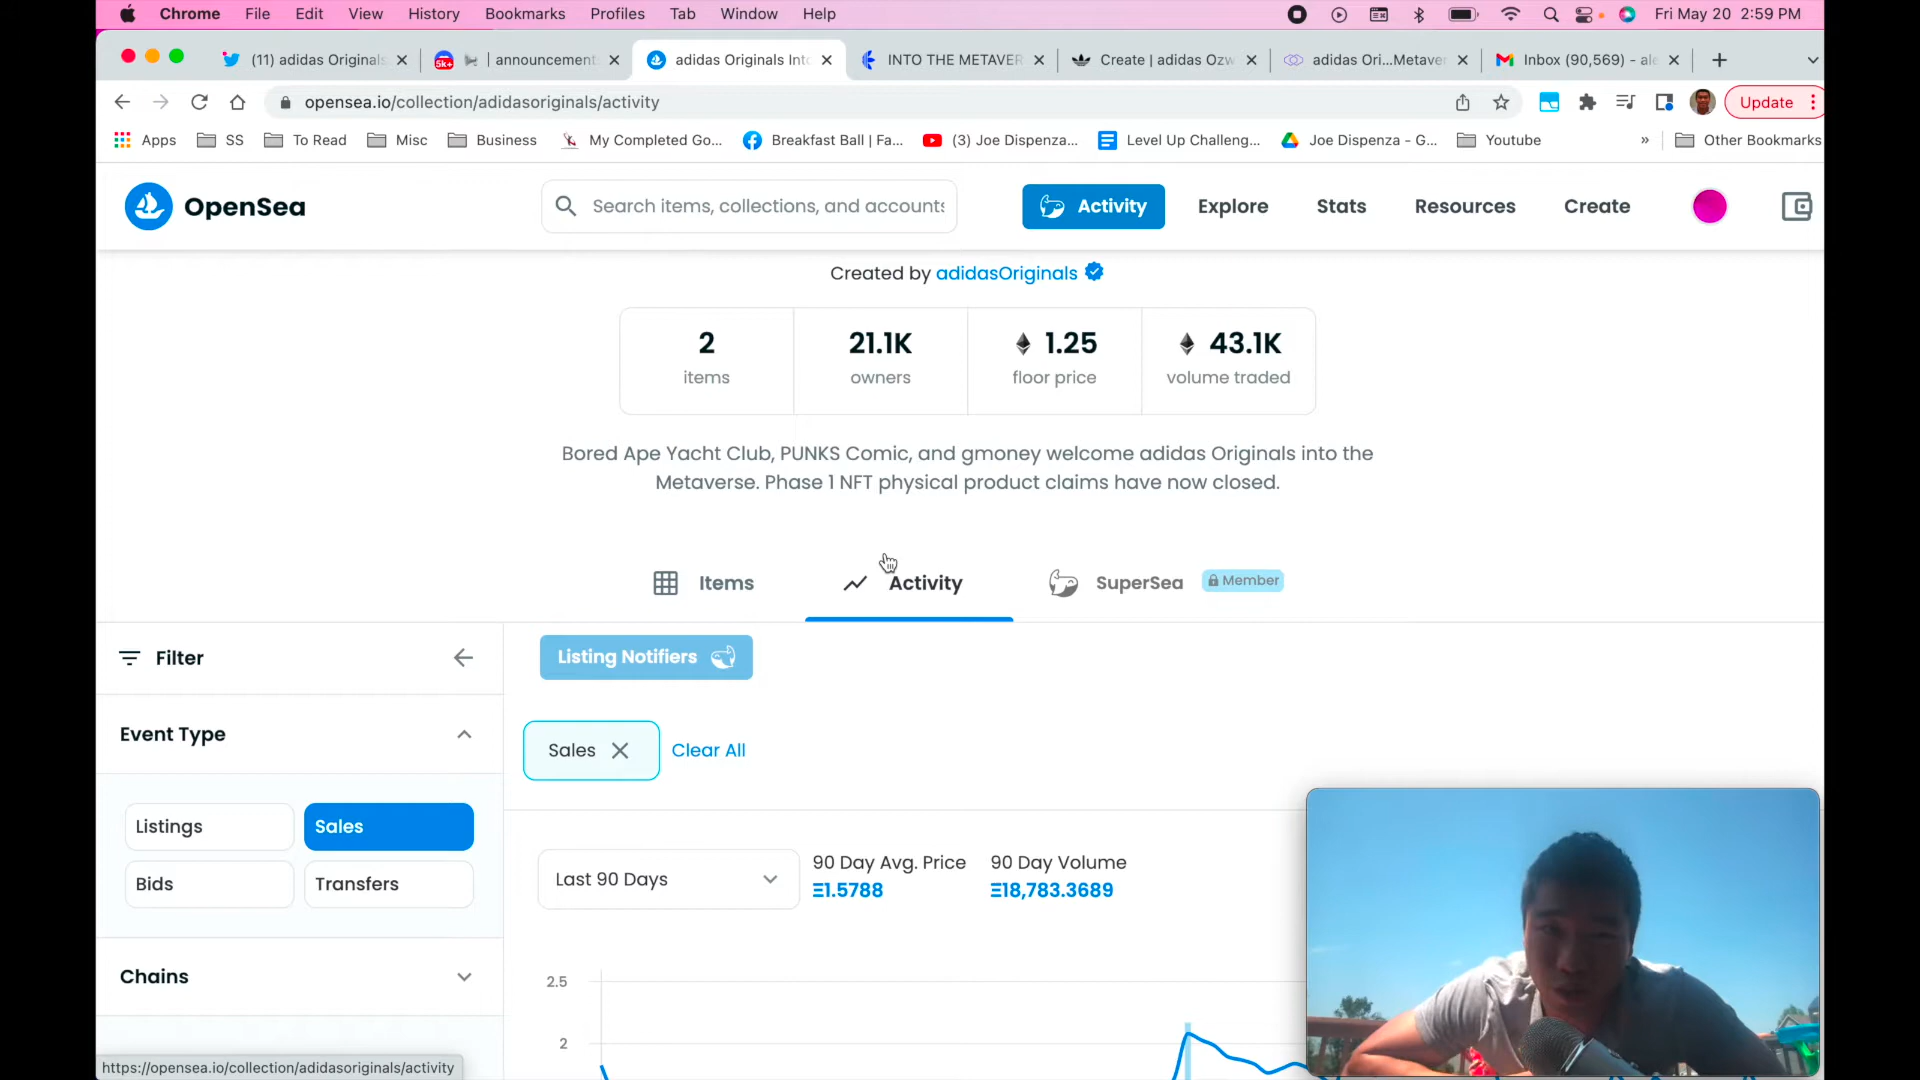 Chrome File Edit View History Bookmarks Profiles Tab Window Help Fri May 20 2:59 PM
(11) adidas Originals announcement adidas Originals Into INTO THE METAVER Create | adidas Ozw adidas Ori...Metaver Inbox (90,569) - ale
opensea.io/collection/adidasoriginals/activity Update
Apps SS To Read Misc Business My Completed Go... Breakfast Ball | Fa... (3) Joe Dispenza... Level Up Challeng... Joe Dispenza - G... Youtube » Other Bookmarks
OpenSea Search items, collections, and accounts Activity Explore Stats Resources Create
Created by adidasOriginals
2 21.1K 1.25 43.1K
items owners floor price volume traded
Bored Ape Yacht Club, PUNKS Comic, and gmoney welcome adidas Originals into the
Metaverse. Phase 1 NFT physical product claims have now closed.
Items Activity SuperSea Member
Filter
Listing Notifiers
Event Type
Sales Clear All
Listings Sales
Bids Transfers
Last 90 Days
90 Day Avg. Price 90 Day Volume
Ξ1.5788 Ξ18,783.3689
Chains
2.5
2
https://opensea.io/collection/adidasoriginals/activity